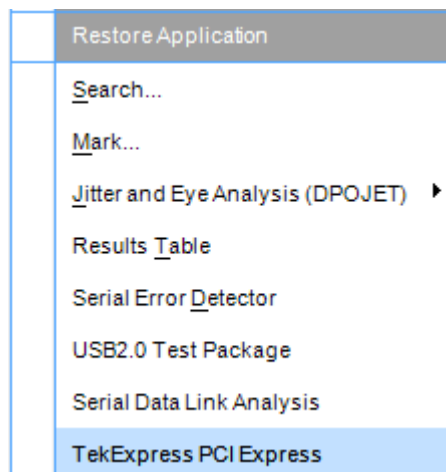 Restore Application
Search...
Mark...
Jitter and Eye Analysis (DPOJET)
Results Table
Serial Error Detector
USB2.0 Test Package
Serial Data Link Analysis
TekExpress PCI Express